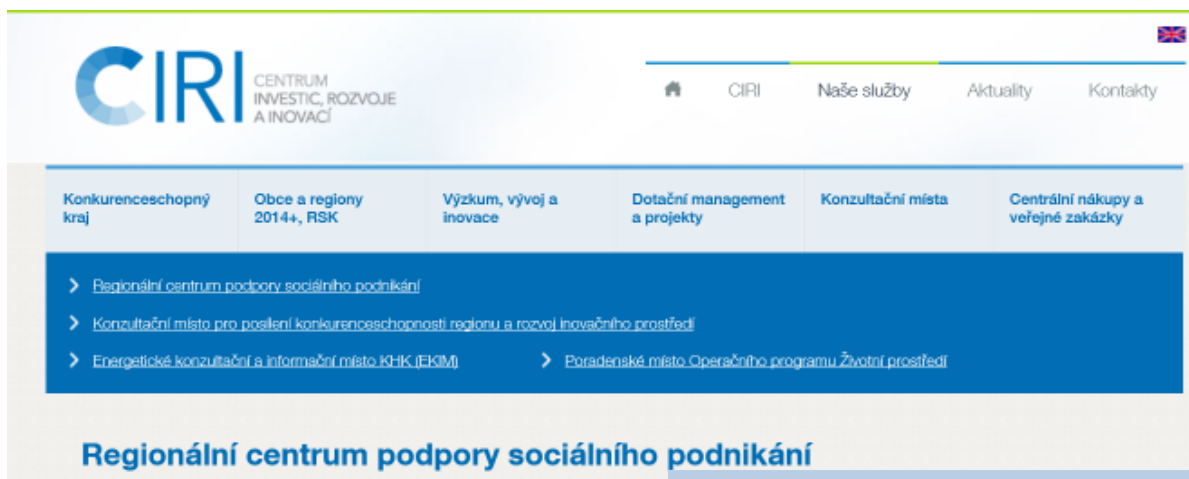 CIRI
CENTRUM
INVESTIC, ROZVOJE
A INOVACÍ
CIRI Naše služby Aktuality Kontakty
Konkurenceschopný
kraj
Obce a regiony
2014+, RSK
Výzkum, vývoj a
inovace
Dotační management
a projekty
Konzultační místa
Centrální nákupy a
veřejné zakázky
Regionální centrum podpory sociálního podnikání
Konzultační místo pro posílení konkurenceschopnosti regionu a rozvoj inovačního prostředí
Energetické konzultační a informační místo KHK (EKIM)
Poradenské místo Operačního programu Životní prostředí
Regionální centrum podpory sociálního podnikání